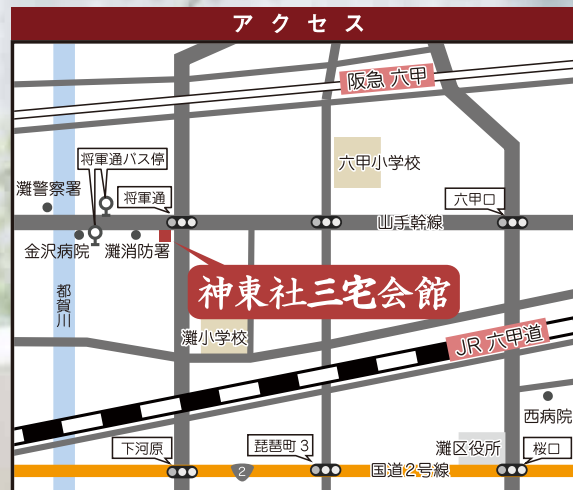 アクセス
阪急 六甲
将軍通バス停
六甲小学校
灘警察署
将軍通
六甲口
山手幹線
金沢病院
灘消防署
神東社三宅会館
都賀川
灘小学校
JR 六甲道
西病院
下河原
琵琶町3
灘区役所
桜口
2
国道2号線